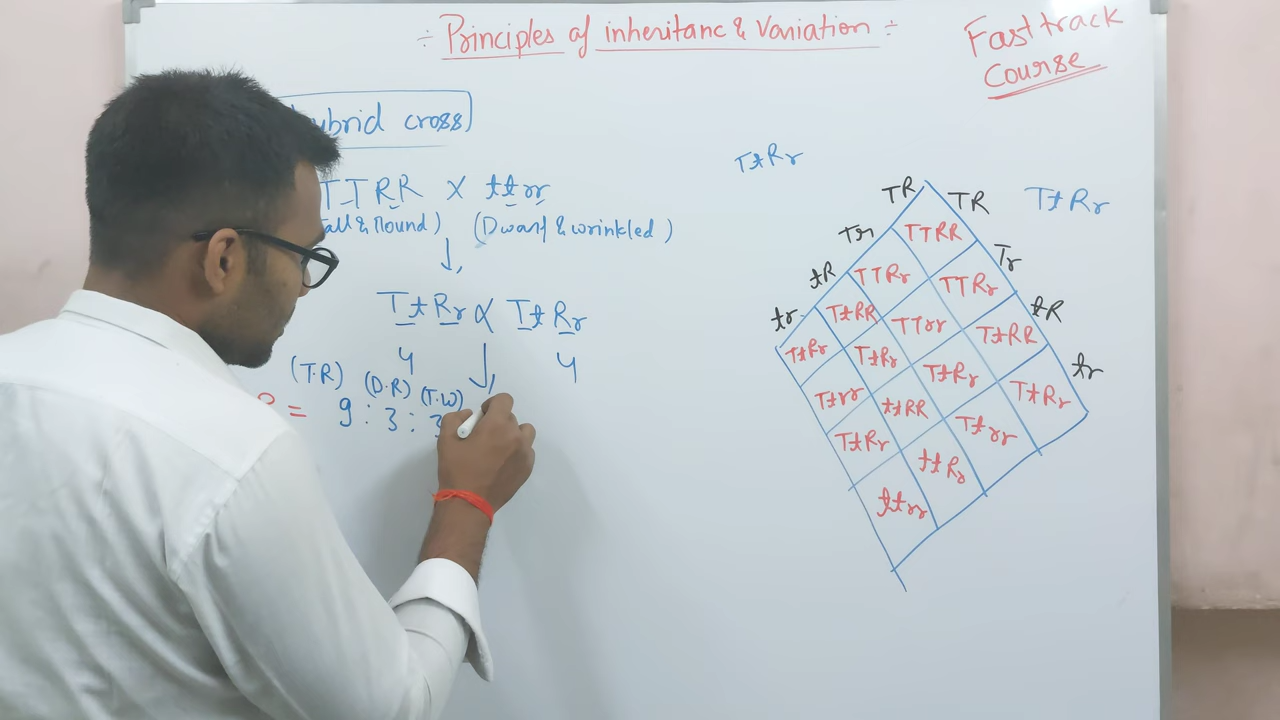 ÷ Principles of inheritanc & Variation ÷
Fast track
Course
ybrid cross)
TTRR X ttrr
all & Round) (Dwarf & wrinkled)
TtRr X TtRr
4 4
(T.R) (D.R) (T.W)
= 9 : 3 : 3
TtRr
TtRr
TR TR
Tr TTRR Tr
tR TTRr TTRr tR
tr TtRR TTrr TtRR tr
TtRr TtRr TtRr TtRr
Ttrr ttRR Ttrr
TtRr ttRr
ttrr